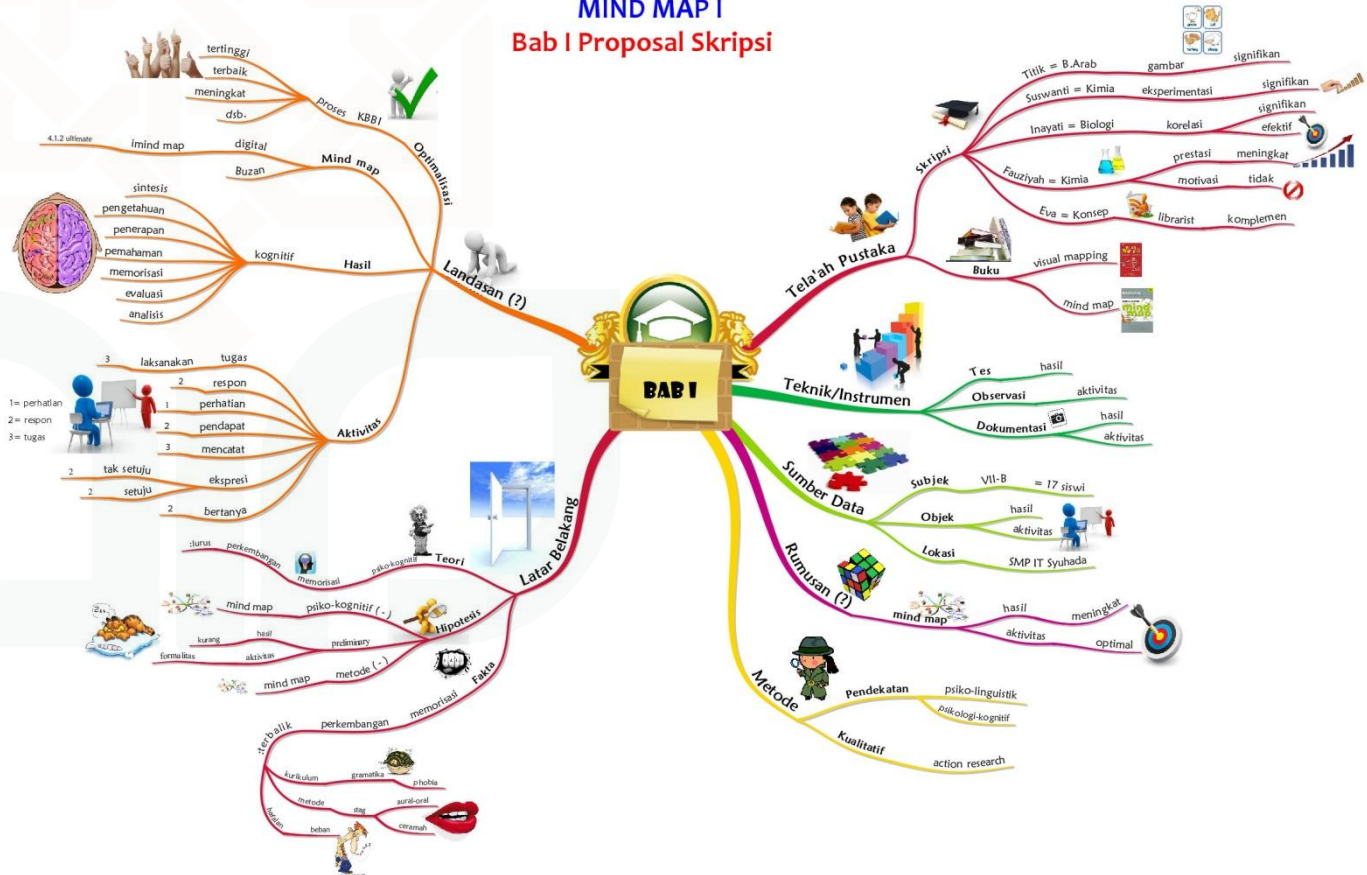 MIND MAP I
Bab I Proposal Skripsi
BAB I
Tela'ah Pustaka
Skripsi
Titik = B.Arab gambar signifikan
Suswanti = Kimia eksperimentasi signifikan
Inayati = Biologi korelasi
signifikan
efektif
Fauziyah = Kimia
prestasi meningkat
motivasi tidak
Eva = Konsep librarist komplemen
Buku
visual mapping
mind map
Teknik/Instrumen
Tes hasil
Observasi aktivitas
Dokumentasi
hasil
aktivitas
Sumber Data
Subjek VII-B = 17 siswi
Objek
hasil
aktivitas
Lokasi SMP IT Syuhada
Rumusan (?)
mind map
hasil meningkat
aktivitas optimal
Metode
Pendekatan
psiko-linguistik
psikologi-kognitif
Kualitatif action research
Latar Belakang
Teori psiko-kognitif memorisasi perkembangan :lurus
Hipotesis
psiko-kognitif (-) mind map
preliminary
hasil kurang
aktivitas formalitas
metode (-) mind map
Fakta memorisasi perkembangan :terbalik
kurikulum gramatika phobia
metode
aural-oral
ceramah
hafalan beban
Landasan (?)
Optimalisasi
KBBI proses
tertinggi
terbaik
meningkat
dsb.
Mind map
digital imind map 4.1.2 ultimate
Buzan
Hasil kognitif
sintesis
pengetahuan
penerapan
pemahaman
memorisasi
evaluasi
analisis
Aktivitas
tugas laksanakan 3
respon 2
perhatian 1
pendapat 2
mencatat 3
ekspresi
tak setuju 2
setuju 2
bertanya 2
1= perhatian
2= respon
3= tugas